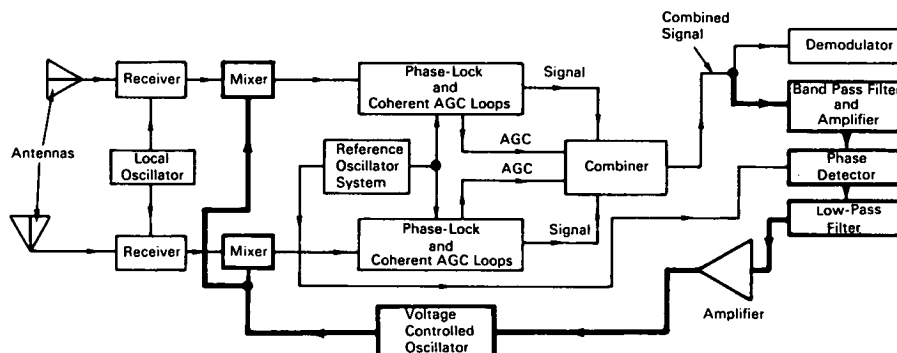 Combined
Signal
Demodulator
Receiver
Mixer
Phase-Lock
and
Coherent AGC Loops
Signal
Band Pass Filter
and
Amplifier
Antennas
Local
Oscillator
Reference
Oscillator
System
AGC
AGC
Combiner
Phase
Detector
Receiver
Mixer
Phase-Lock
and
Coherent AGC Loops
Signal
Low-Pass
Filter
Voltage
Controlled
Oscillator
Amplifier